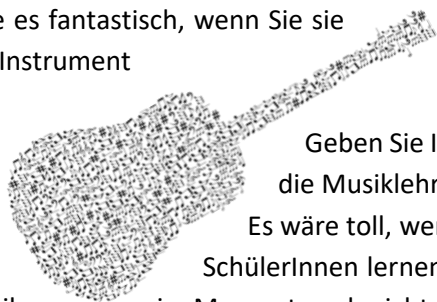 e es fantastisch, wenn Sie sie
Instrument
Geben Sie I
die Musiklehr
Es wäre toll, wer
SchülerInnen lernen